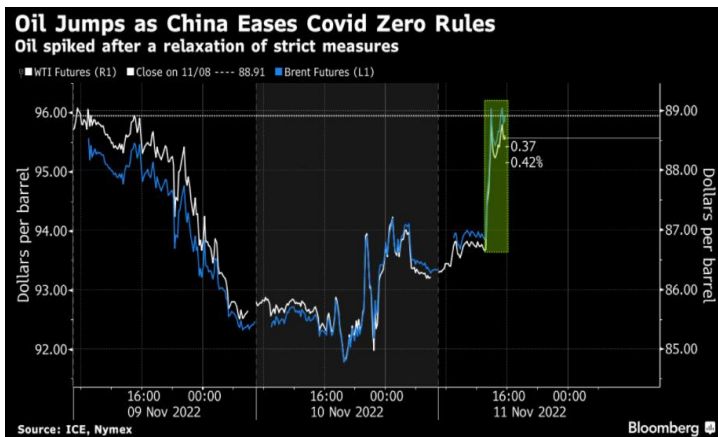 Oil Jumps as China Eases Covid Zero Rules
Oil spiked after a relaxation of strict measures
WTI Futures (R1) Close on 11/08 ---- 88.91 Brent Futures (L1)
96.00
95.00
94.00
93.00
92.00
Dollars per barrel
89.00
88.00
87.00
86.00
85.00
Dollars per barrel
-0.37
-0.42%
16:00 00:00 16:00 00:00 16:00 00:00
09 Nov 2022 10 Nov 2022 11 Nov 2022
Source: ICE, Nymex
Bloomberg